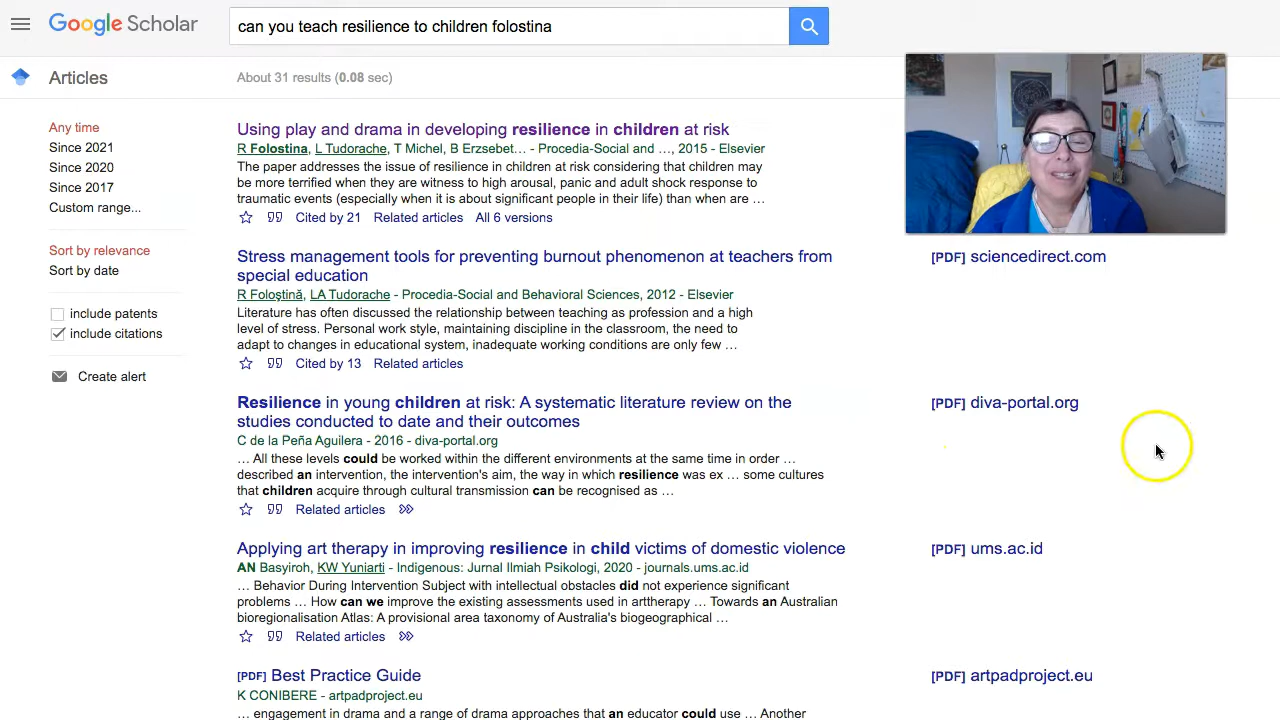 Google Scholar
can you teach resilience to children folostina
Articles
About 31 results (0.08 sec)
Any time
Since 2021
Since 2020
Since 2017
Custom range...
Sort by relevance
Sort by date
include patents
include citations
Create alert
Using play and drama in developing resilience in children at risk
R Folostina, L Tudorache, T Michel, B Erzsebet… - Procedia-Social and …, 2015 - Elsevier
The paper addresses the issue of resilience in children at risk considering that children may
be more terrified when they are witness to high arousal, panic and adult shock response to
traumatic events (especially when it is about significant people in their life) than when are …
Cited by 21 Related articles All 6 versions
Stress management tools for preventing burnout phenomenon at teachers from
special education
[PDF] sciencedirect.com
R Foloştină, LA Tudorache - Procedia-Social and Behavioral Sciences, 2012 - Elsevier
Literature has often discussed the relationship between teaching as profession and a high
level of stress. Personal work style, maintaining discipline in the classroom, the need to
adapt to changes in educational system, inadequate working conditions are only few …
Cited by 13 Related articles
Resilience in young children at risk: A systematic literature review on the
studies conducted to date and their outcomes
[PDF] diva-portal.org
C de la Peña Aguilera - 2016 - diva-portal.org
… All these levels could be worked within the different environments at the same time in order …
described an intervention, the intervention's aim, the way in which resilience was ex … some cultures
that children acquire through cultural transmission can be recognised as …
Related articles
Applying art therapy in improving resilience in child victims of domestic violence
[PDF] ums.ac.id
AN Basyiroh, KW Yuniarti - Indigenous: Jurnal Ilmiah Psikologi, 2020 - journals.ums.ac.id
… Behavior During Intervention Subject with intellectual obstacles did not experience significant
problems … How can we improve the existing assessments used in arttherapy … Towards an Australian
bioregionalisation Atlas: A provisional area taxonomy of Australia's biogeographical …
Related articles
[PDF] Best Practice Guide
[PDF] artpadproject.eu
K CONIBERE - artpadproject.eu
… engagement in drama and a range of drama approaches that an educator could use … Another